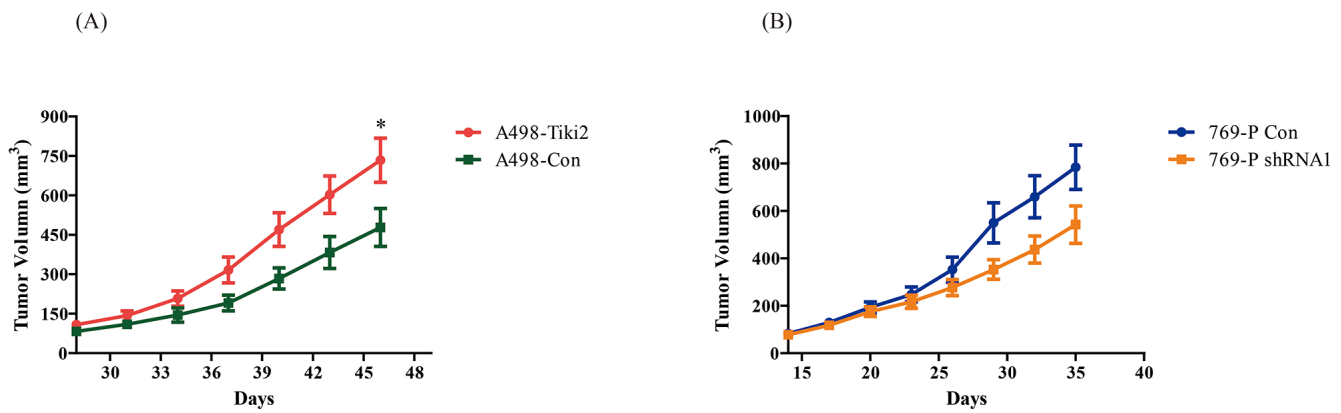 (A)
(B)
Tumor Volumn (mm³)
900
750
600
450
300
150
0
*
A498-Tiki2
A498-Con
30 33 36 39 42 45 48
Days
Tumor Volumn (mm³)
1000
800
600
400
200
0
769-P Con
769-P shRNA1
15 20 25 30 35 40
Days